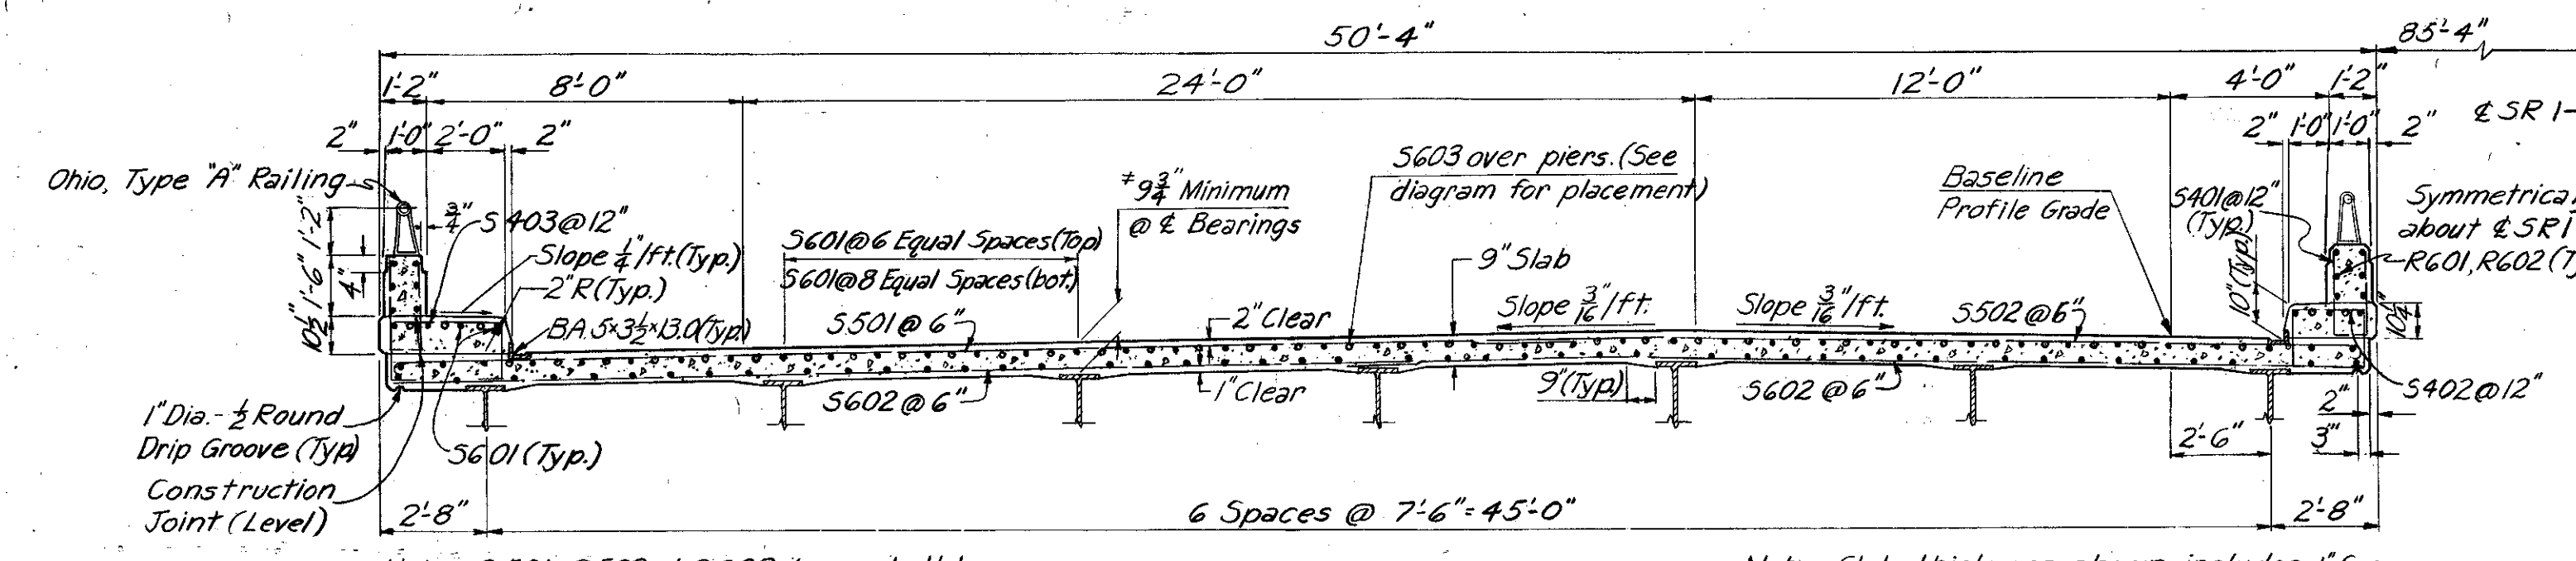 50'-4"
85'-4"
1'-2"
8'-0"
24'-0"
12'-0"
4'-0"
1'-2"
2"
1'-0"
2'-0"
2"
2"
1'-0"
1'-0"
2"
℄ SR 1-
Ohio, Type "A" Railing
3/4"
S403@12"
Slope 1/4"/ft.(Typ.)
2"R(Typ.)
BA 5×3 1/2×13.0(Typ.)
1'-2"
1'-6"
4"
10 1/2"
S601@6 Equal Spaces(Top)
S601@8 Equal Spaces(bot.)
9 3/4" Minimum
@ ℄ Bearings
S603 over piers.(See
diagram for placement)
Baseline
Profile Grade
S401@12"
(Typ.)
10"(Typ.)
Symmetrical
about ℄ SR 1
R601,R602
9"Slab
S501@6"
2"Clear
Slope 3/16"/ft.
Slope 3/16"/ft.
S502@6"
10 1/4"
S602@6"
1"Clear
9"(Typ.)
S602@6"
S402@12"
2"
3"
2'-6"
1"Dia.-1/2 Round
Drip Groove(Typ)
S601(Typ.)
Construction
Joint(Level)
2'-8"
6 Spaces @ 7'-6"=45'-0"
2'-8"